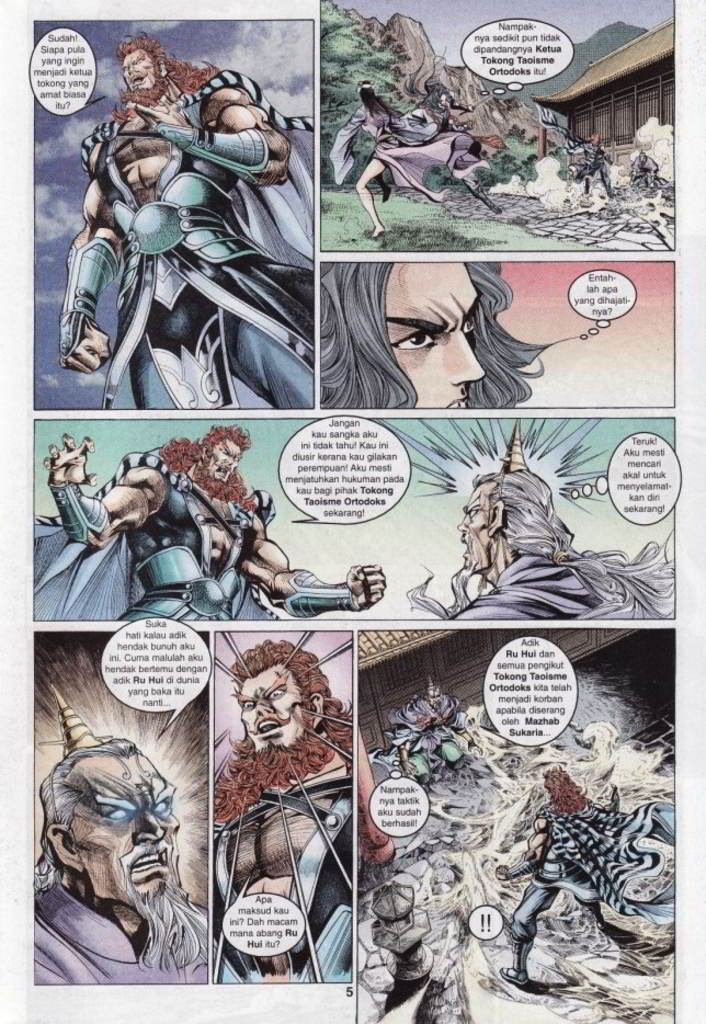 Sudah!
Siapa pula
yang ingin
menjadi ketua
tokong yang
amat biasa
itu?
Nampak-
nya sedikit pun tidak
dipandangnya Ketua
Tokong Taoisme
Ortodoks itu!
Entah-
lah apa
yang dihajati-
nya?
Jangan
kau sangka aku
ini tidak tahu! Kau ini
diusir kerana kau gilakan
perempuan! Aku mesti
menjatuhkan hukuman pada
kau bagi pihak Tokong
Taoisme Ortodoks
sekarang!
Teruk!
Aku mesti
mencari
akal untuk
menyelamat-
kan diri
sekarang!
Suka
hati kalau adik
hendak bunuh aku
ini. Cuma malulah aku
hendak bertemu dengan
adik Ru Hui di dunia
yang baka itu
nanti...
Apa
maksud kau
ini? Dah macam
mana abang Ru
Hui itu?
Adik
Ru Hui dan
semua pengikut
Tokong Taoisme
Ortodoks kita telah
menjadi korban
apabila diserang
oleh Mazhab
Sukaria...
Nampak-
nya taktik
aku sudah
berhasil!
!!
5